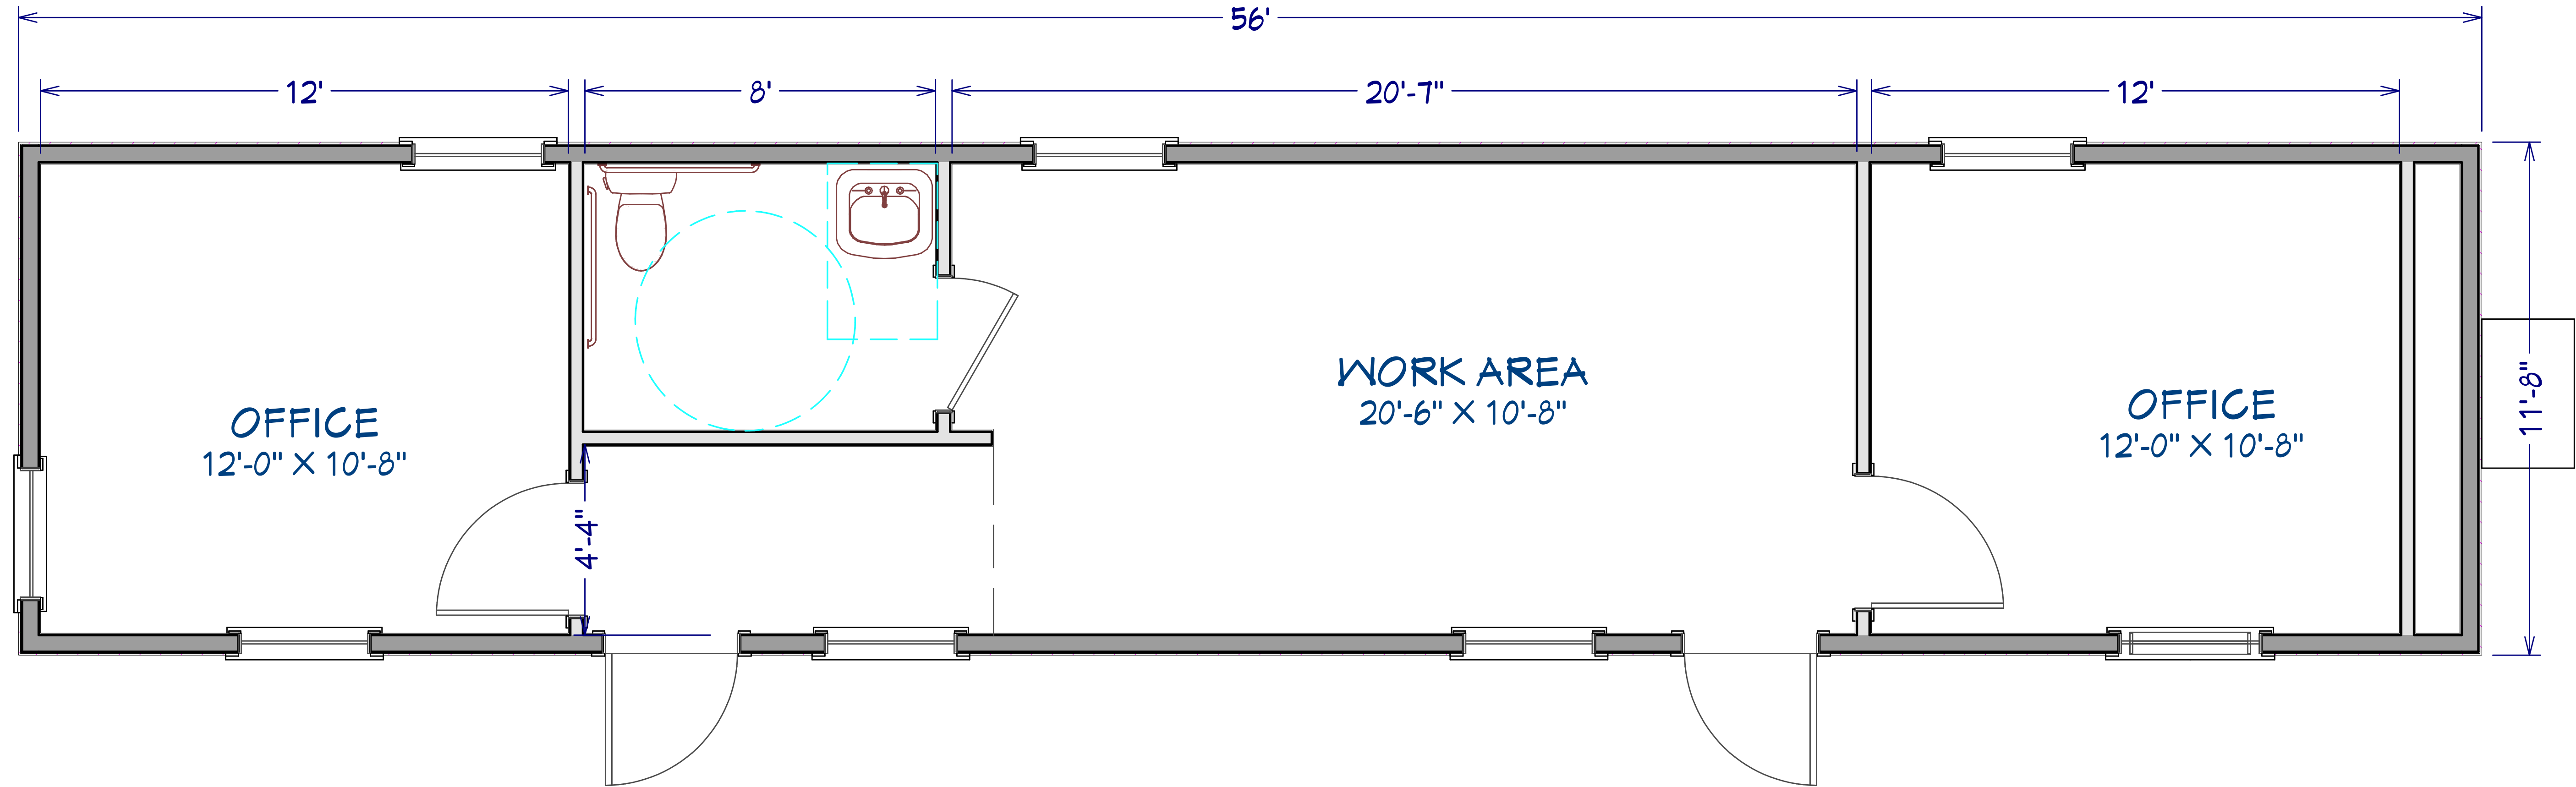 56'
12'
8'
20'-7"
12'
WORK AREA
20'-6" X 10'-8"
OFFICE
12'-0" X 10'-8"
OFFICE
12'-0" X 10'-8"
11'-8"
4'-4"